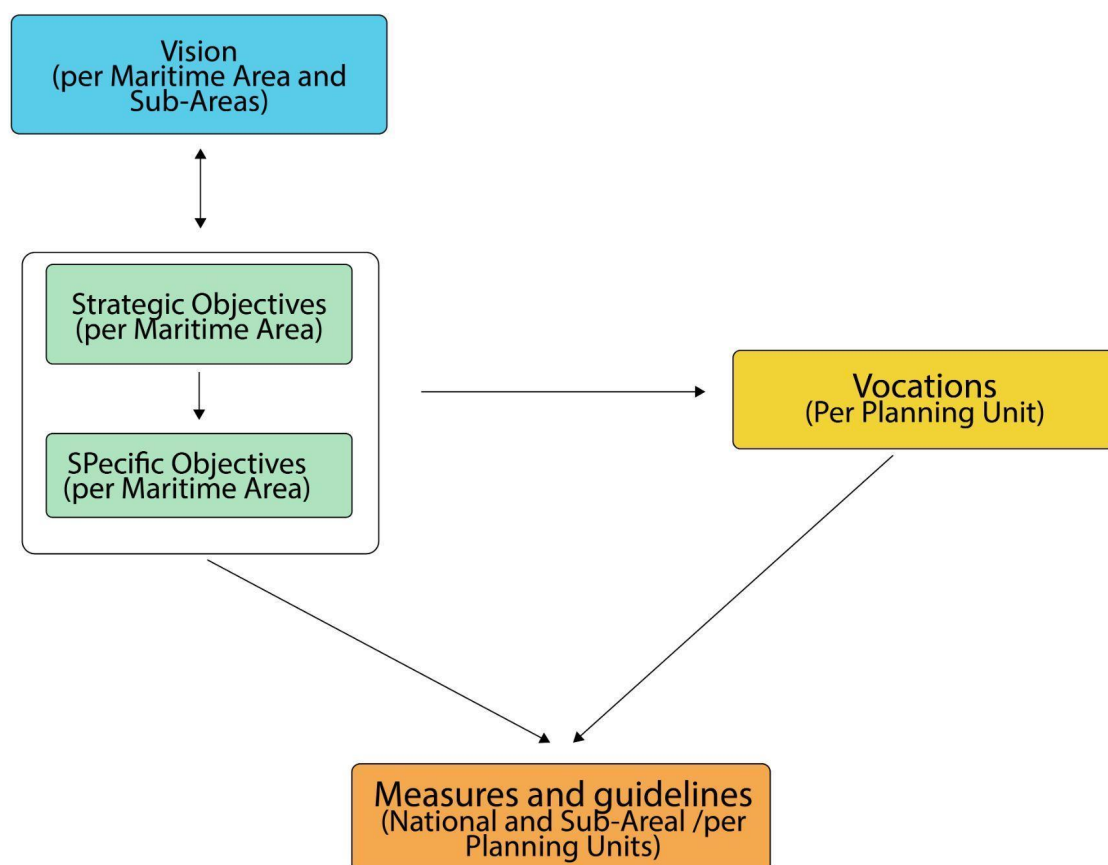 Vision
(per Maritime Area and
Sub-Areas)
Strategic Objectives
(per Maritime Area)
SPecific Objectives
(per Maritime Area)
Vocations
(Per Planning Unit)
Measures and guidelines
(National and Sub-Areal /per
Planning Units)